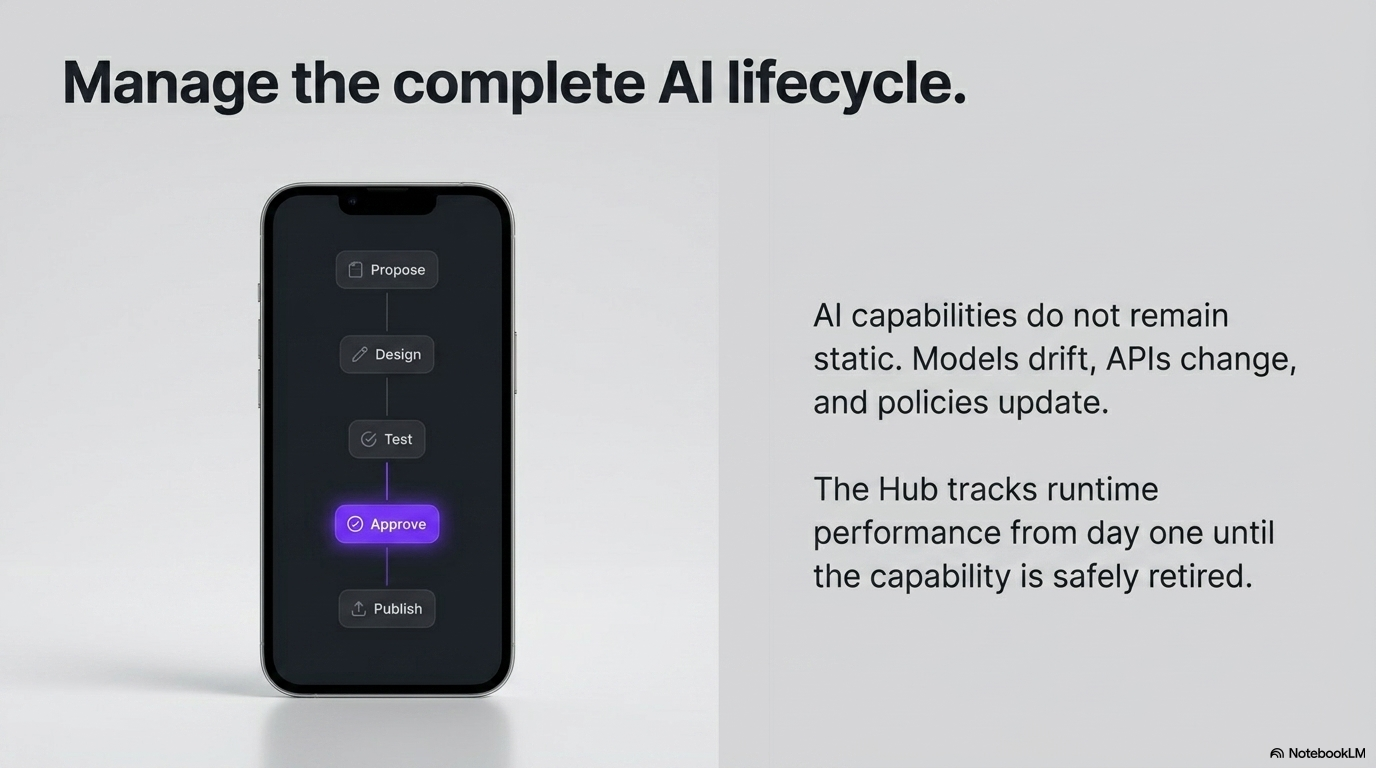 Manage the complete AI lifecycle.
Propose
Design
Test
Approve
Publish
AI capabilities do not remain
static. Models drift, APIs change,
and policies update.
The Hub tracks runtime
performance from day one until
the capability is safely retired.
NotebookLM